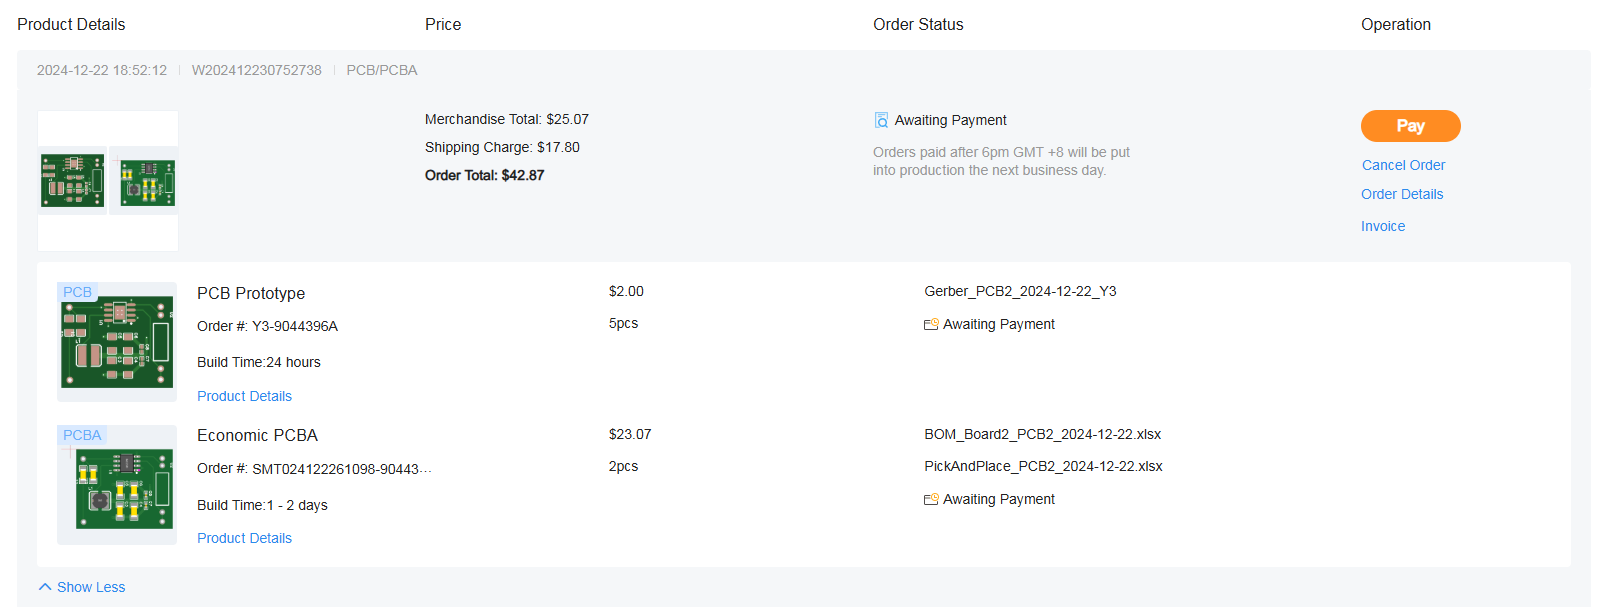 Product Details Price Order Status Operation
2024-12-22 18:52:12 W202412230752738 PCB/PCBA
Merchandise Total: $25.07
Shipping Charge: $17.80
Order Total: $42.87
Awaiting Payment
Orders paid after 6pm GMT +8 will be put
into production the next business day.
Pay
Cancel Order
Order Details
Invoice
PCB
PCB Prototype
Order #: Y3-9044396A
Build Time:24 hours
Product Details
$2.00
5pcs
Gerber_PCB2_2024-12-22_Y3
Awaiting Payment
PCBA
Economic PCBA
Order #: SMT024122261098-90443...
Build Time:1 - 2 days
Product Details
$23.07
2pcs
BOM_Board2_PCB2_2024-12-22.xlsx
PickAndPlace_PCB2_2024-12-22.xlsx
Awaiting Payment
Show Less